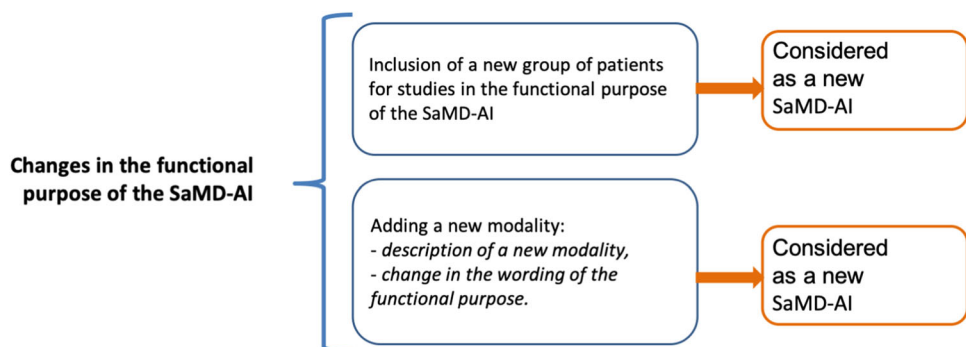 Changes in the functional
purpose of the SaMD-AI
Inclusion of a new group of patients
for studies in the functional purpose
of the SaMD-AI
Considered
as a new
SaMD-AI
Adding a new modality:
- description of a new modality,
- change in the wording of the
functional purpose.
Considered
as a new
SaMD-AI